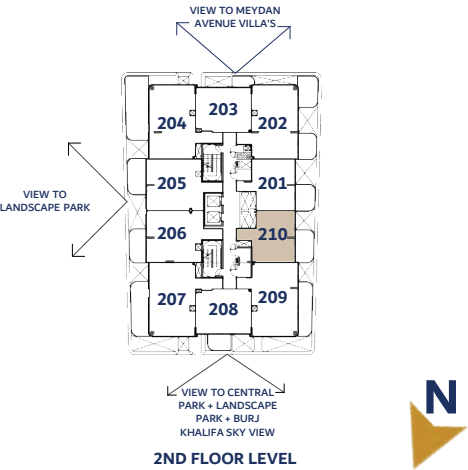 VIEW TO MEYDAN
AVENUE VILLA'S
203
204
202
205
201
VIEW TO
LANDSCAPE PARK
206
210
207
209
208
VIEW TO CENTRAL
PARK + LANDSCAPE
PARK + BURJ
KHALIFA SKY VIEW
N
2ND FLOOR LEVEL